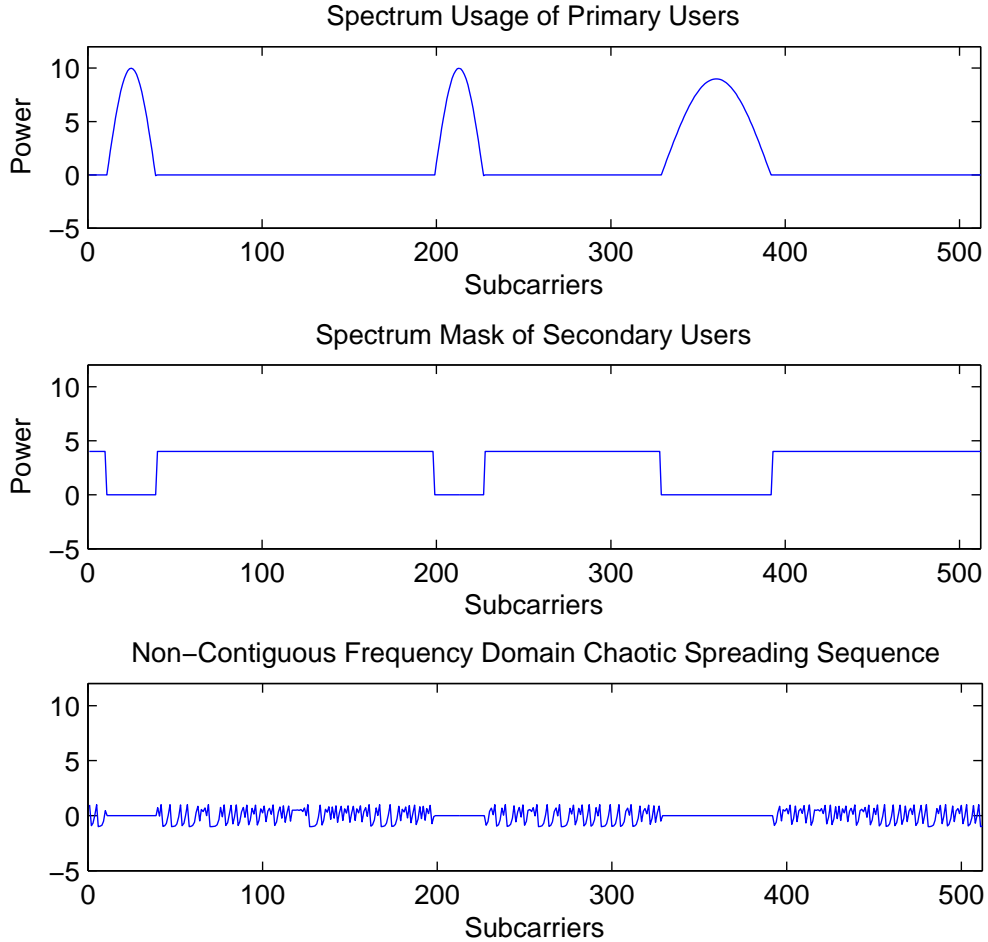 Spectrum Usage of Primary Users
10
5
0
−5
Power
0 100 200 300 400 500
Subcarriers
Spectrum Mask of Secondary Users
10
5
0
−5
Power
0 100 200 300 400 500
Subcarriers
Non−Contiguous Frequency Domain Chaotic Spreading Sequence
10
5
0
−5
0 100 200 300 400 500
Subcarriers